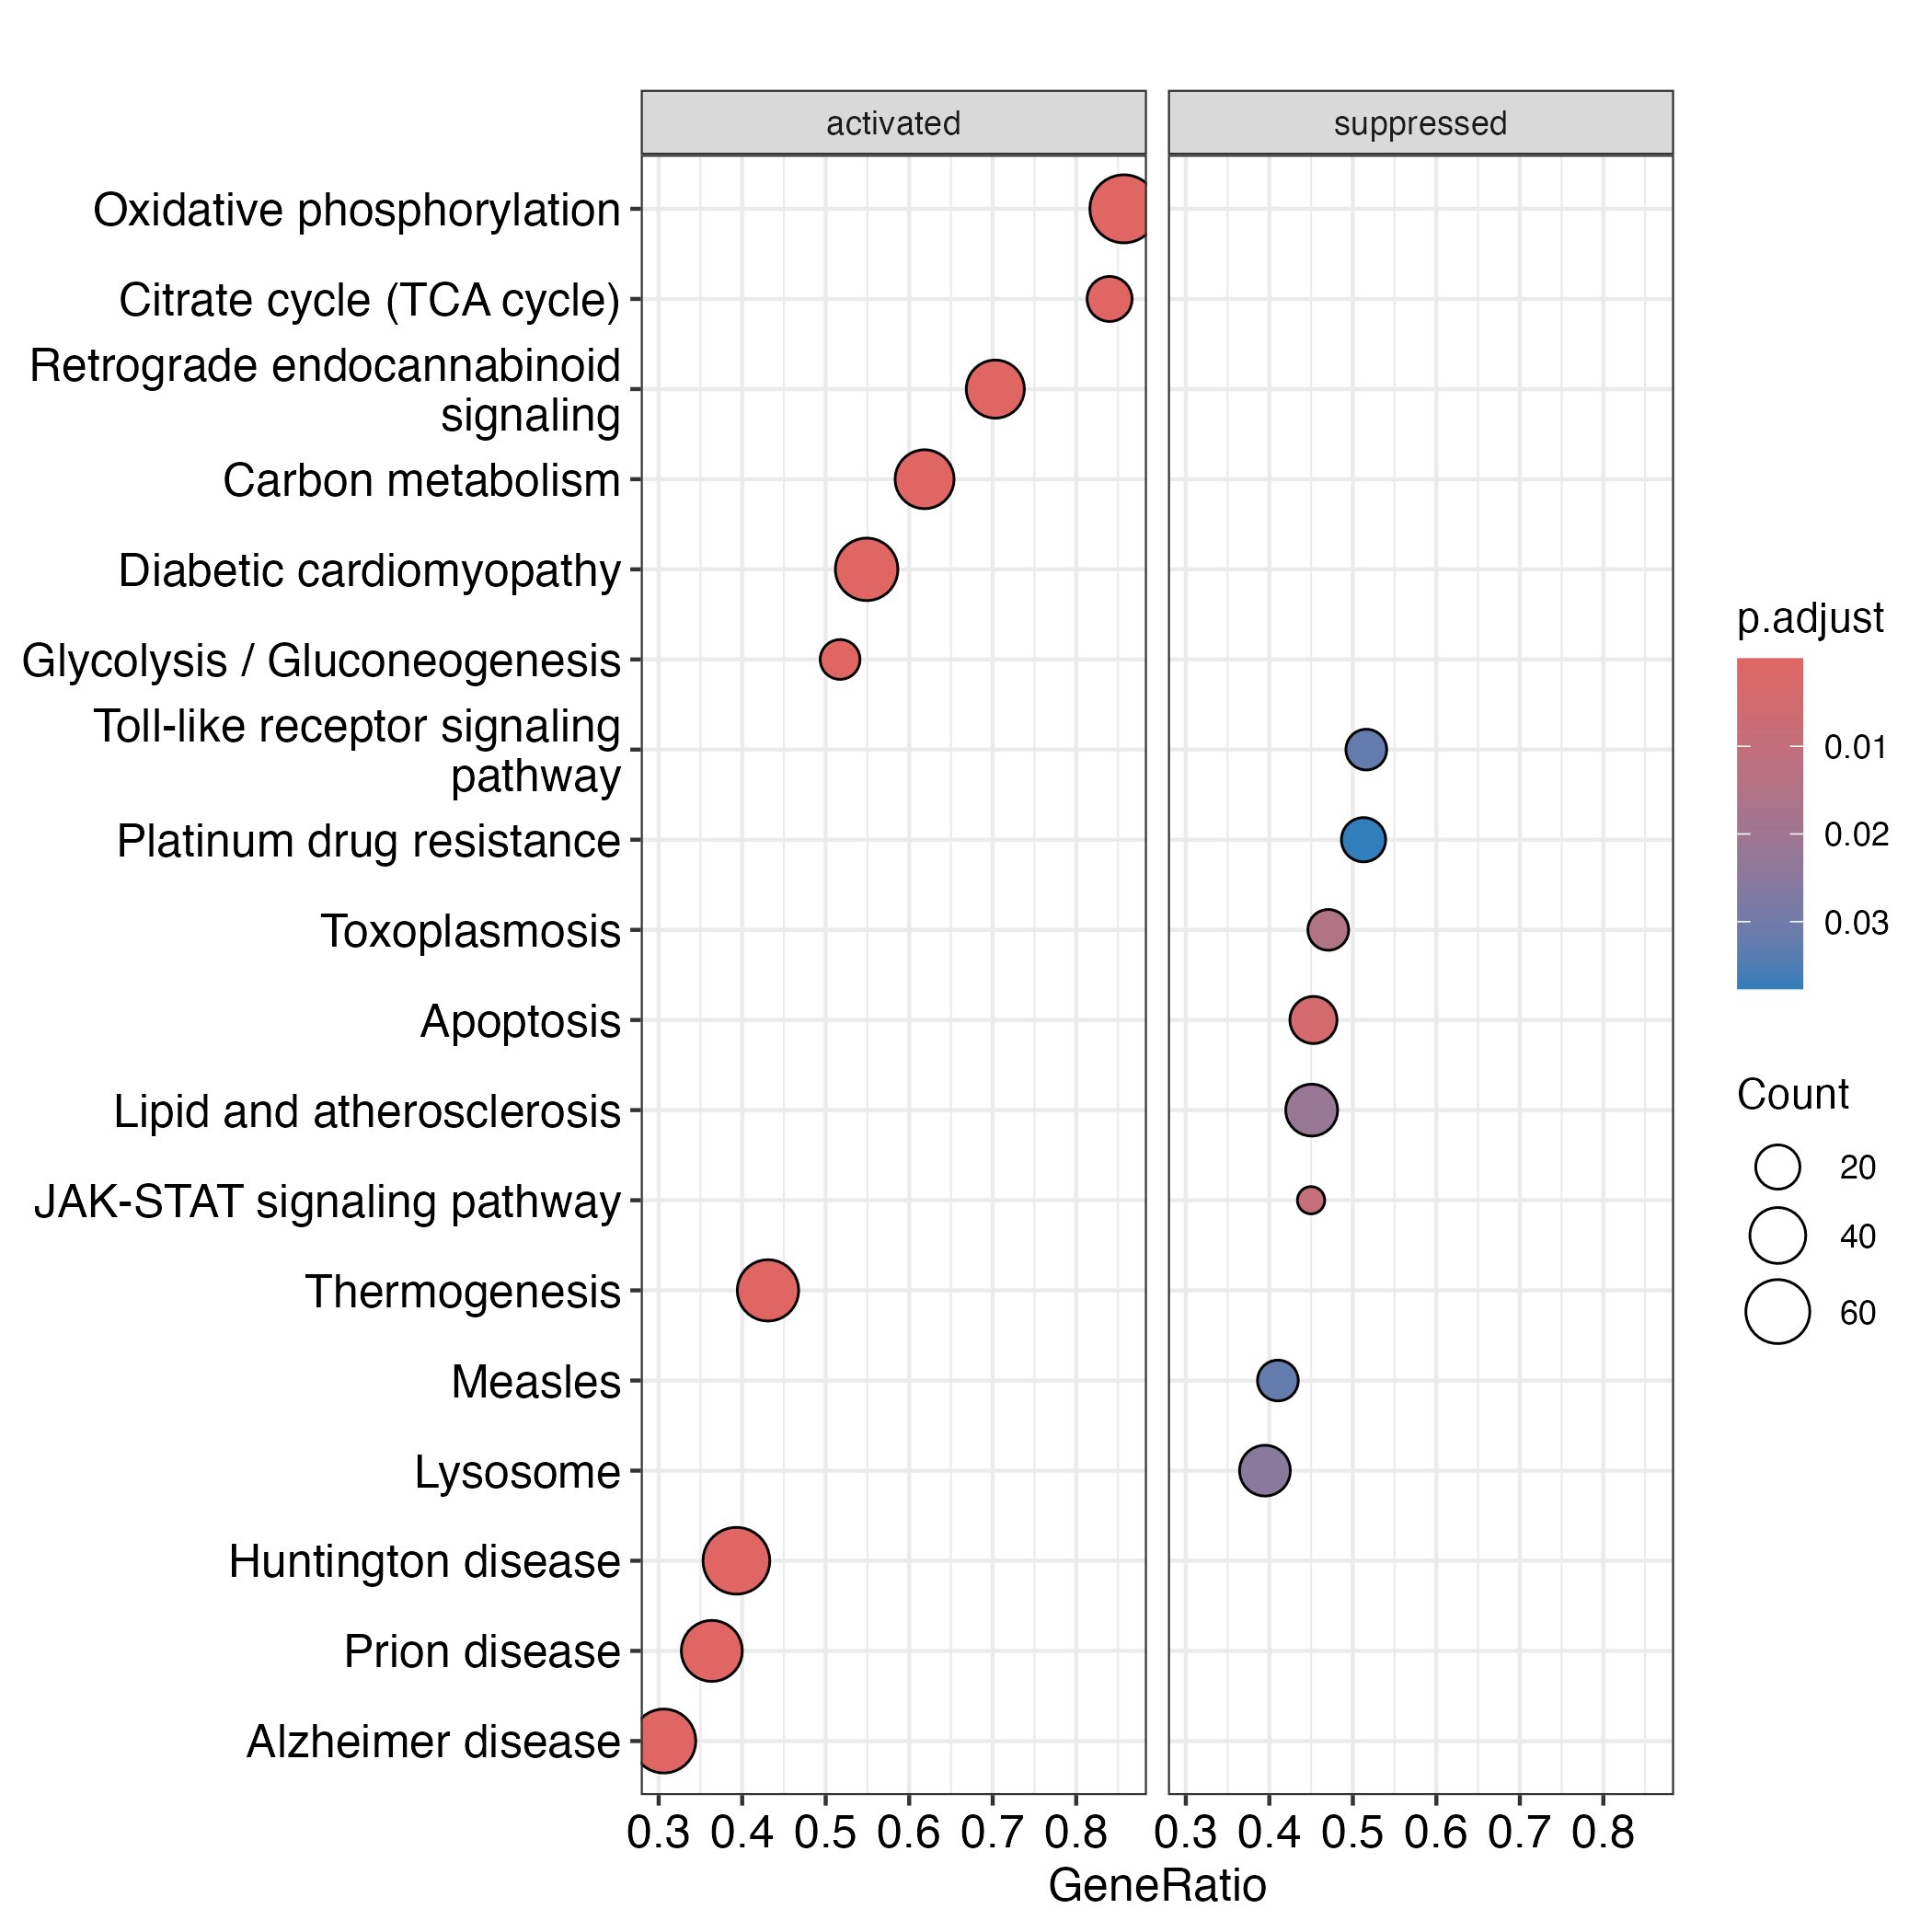 activated
suppressed
Oxidative phosphorylation
Citrate cycle (TCA cycle)
Retrograde endocannabinoid
signaling
Carbon metabolism
Diabetic cardiomyopathy
Glycolysis / Gluconeogenesis
Toll-like receptor signaling
pathway
Platinum drug resistance
Toxoplasmosis
Apoptosis
Lipid and atherosclerosis
JAK-STAT signaling pathway
Thermogenesis
Measles
Lysosome
Huntington disease
Prion disease
Alzheimer disease
0.3 0.4 0.5 0.6 0.7 0.8
0.3 0.4 0.5 0.6 0.7 0.8
GeneRatio
p.adjust
0.01
0.02
0.03
Count
20
40
60